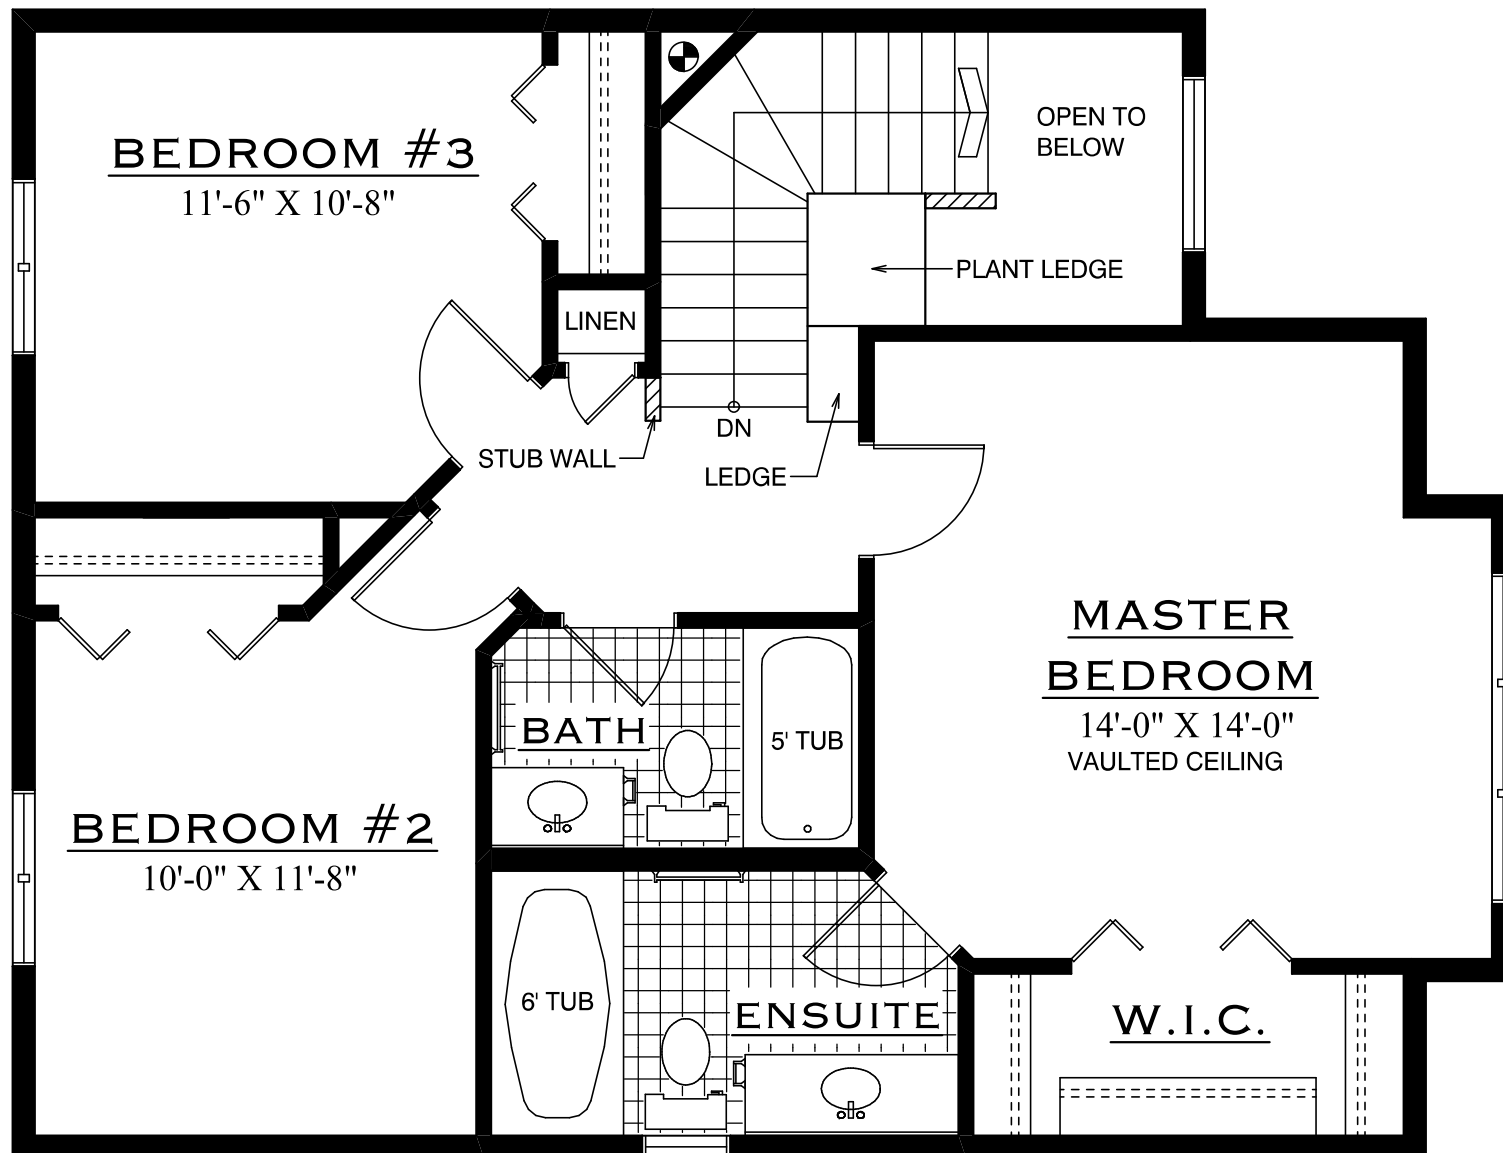 BEDROOM #3
11'-6" X 10'-8"
OPEN TO
BELOW
PLANT LEDGE
LINEN
DN
STUB WALL
LEDGE
MASTER
BEDROOM
14'-0" X 14'-0"
VAULTED CEILING
BATH
5' TUB
BEDROOM #2
10'-0" X 11'-8"
6' TUB
ENSUITE
W.I.C.